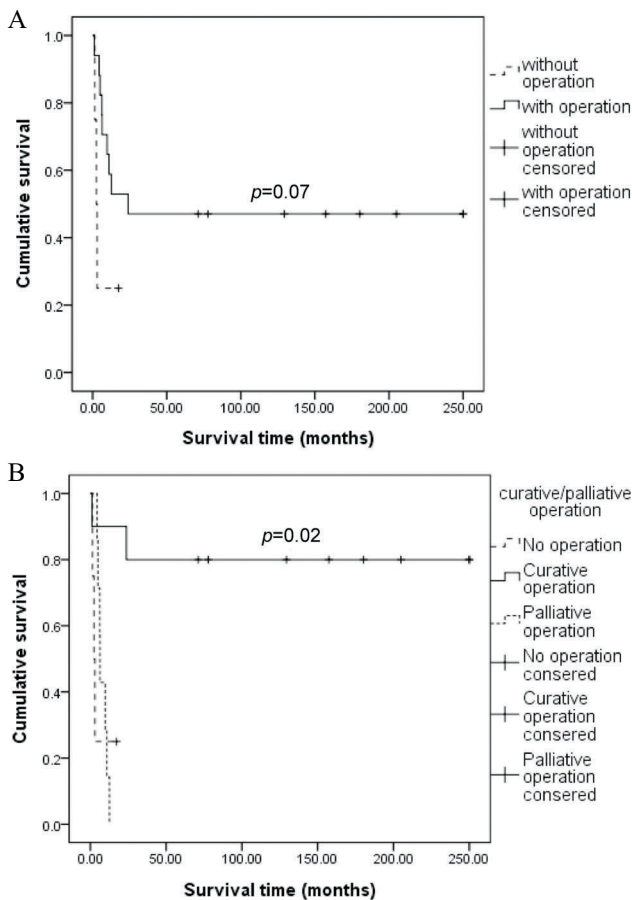 A
1.0
0.8
0.6
0.4
0.2
0.0
Cumulative survival
p=0.07
0.00 50.00 100.00 150.00 200.00 250.00
Survival time (months)
without
operation
with operation
without
operation
censored
with operation
censored
B
1.0
0.8
0.6
0.4
0.2
0.0
Cumulative survival
p=0.02
0.00 50.00 100.00 150.00 200.00 250.00
Survival time (months)
curative/palliative
operation
No operation
Curative
operation
Palliative
operation
No operation
consered
Curative
operation
consered
Palliative
operation
consered